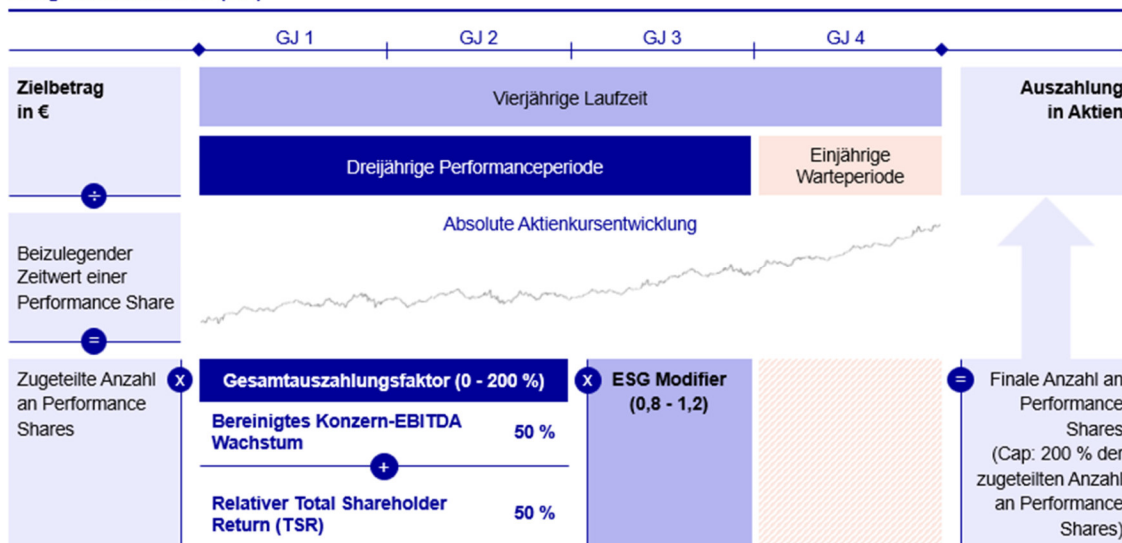 GJ 1 GJ 2 GJ 3 GJ 4
Zielbetrag
in €
Vierjährige Laufzeit
Auszahlung
in Aktien
Dreijährige Performanceperiode
Einjährige
Warteperiode
÷
Absolute Aktienkursentwicklung
Beizulegender
Zeitwert einer
Performance Share
=
Zugeteilte Anzahl
an Performance
Shares
x
Gesamtauszahlungsfaktor (0 - 200 %)
Bereinigtes Konzern-EBITDA
Wachstum
50 %
+
Relativer Total Shareholder
Return (TSR)
50 %
x
ESG Modifier
(0,8 - 1,2)
=
Finale Anzahl an
Performance
Shares
(Cap: 200 % der
zugeteilten Anzahl
an Performance
Shares)